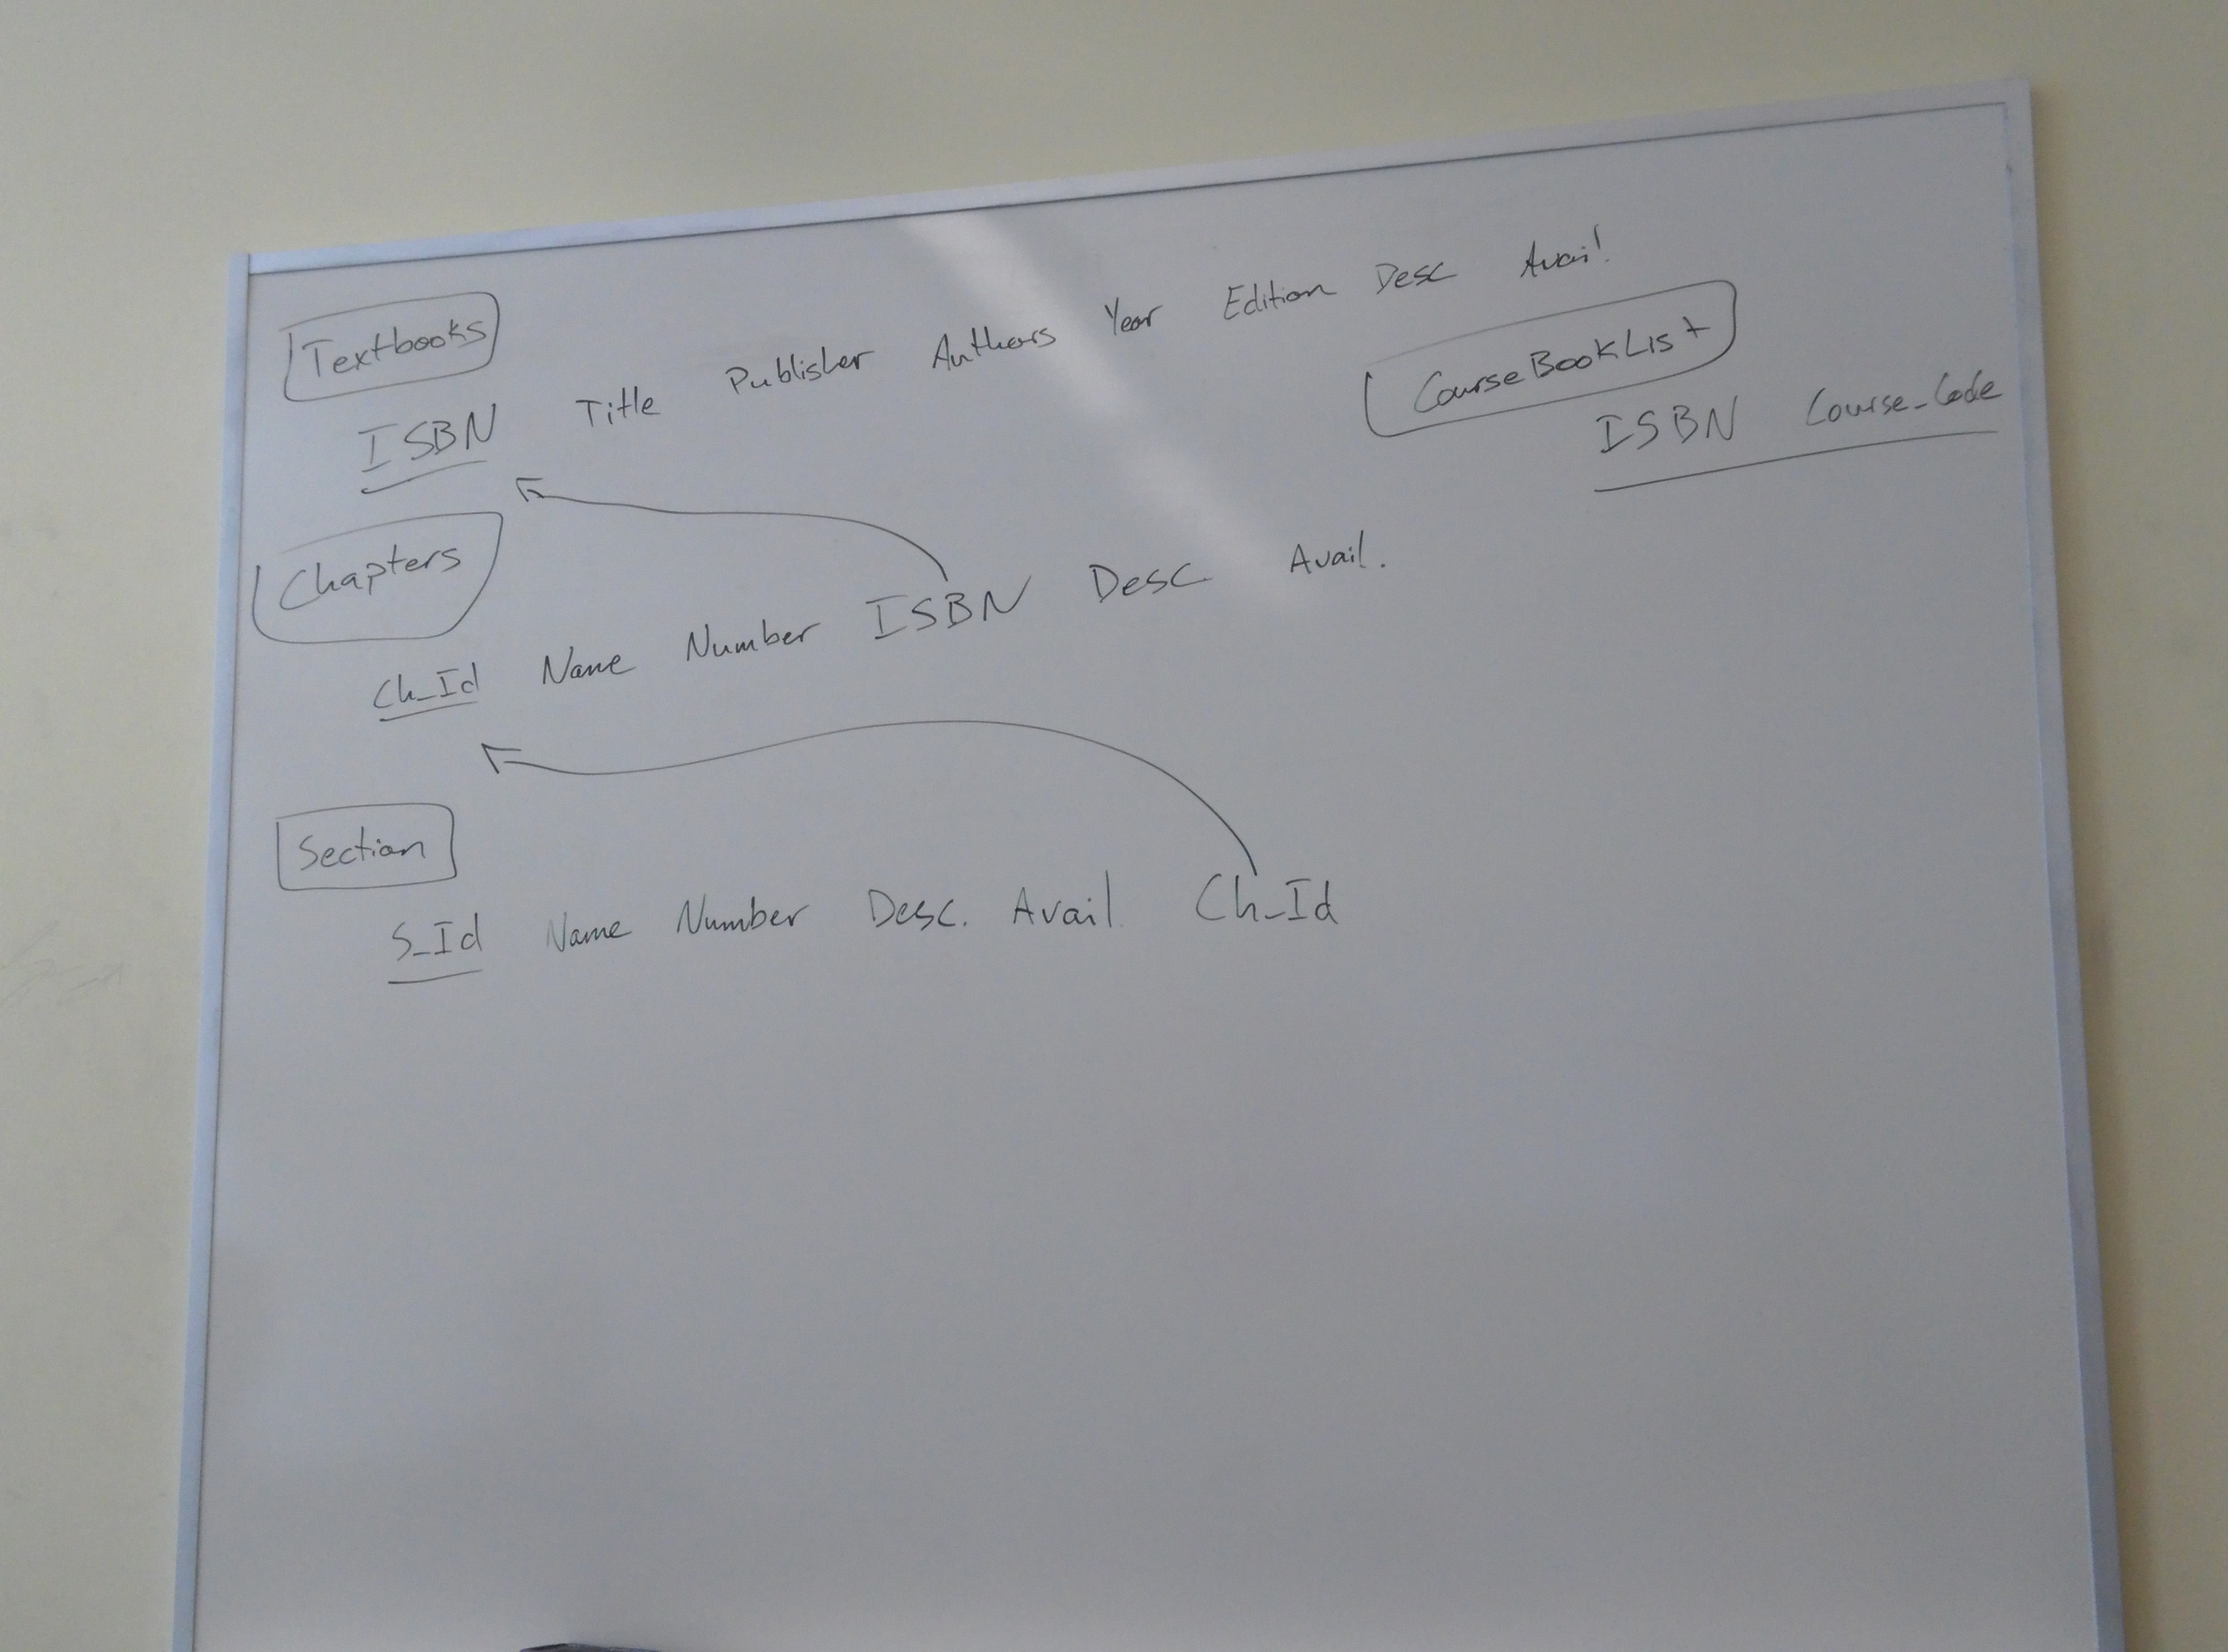 Textbooks
ISBN Title Publisher Authors Year Edition Desc Avail
CourseBookList
ISBN Course_Code
Chapters
Ch_Id Name Number ISBN Desc Avail.
Section
S_Id Name Number Desc. Avail. Ch_Id